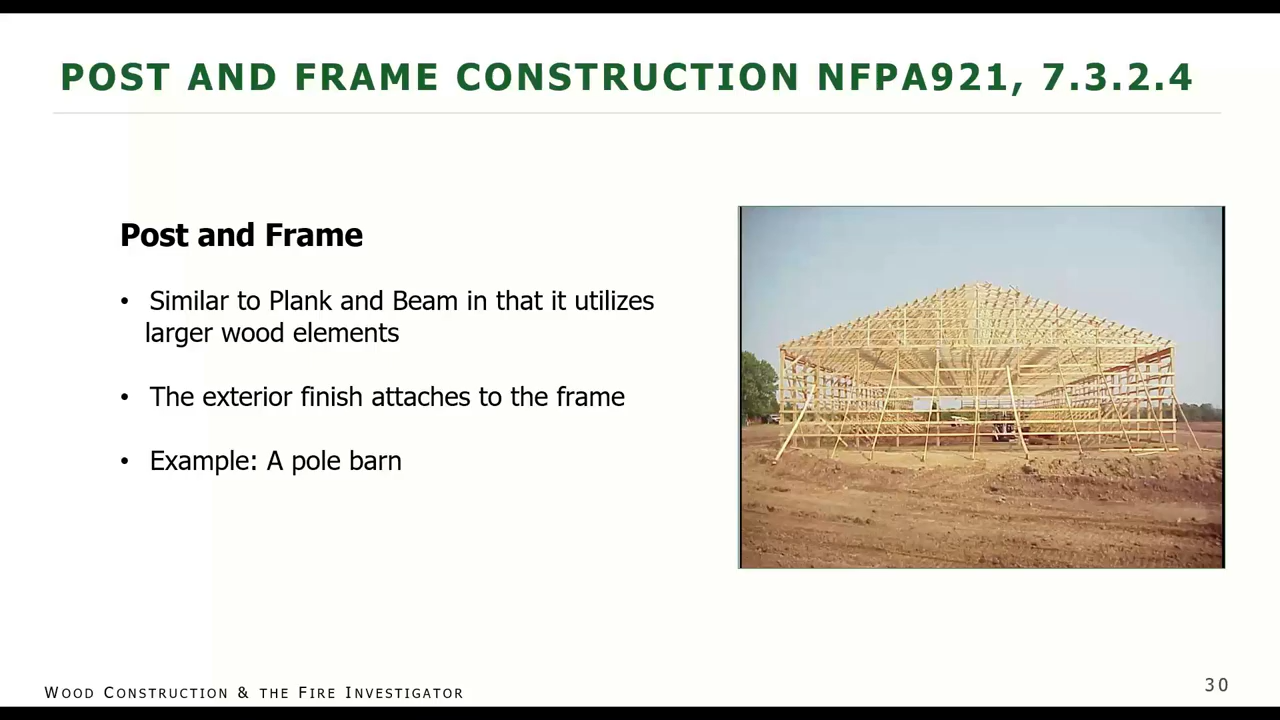 POST AND FRAME CONSTRUCTION NFPA921, 7.3.2.4
Post and Frame
• Similar to Plank and Beam in that it utilizes
larger wood elements
• The exterior finish attaches to the frame
• Example: A pole barn
WOOD CONSTRUCTION & THE FIRE INVESTIGATOR
30